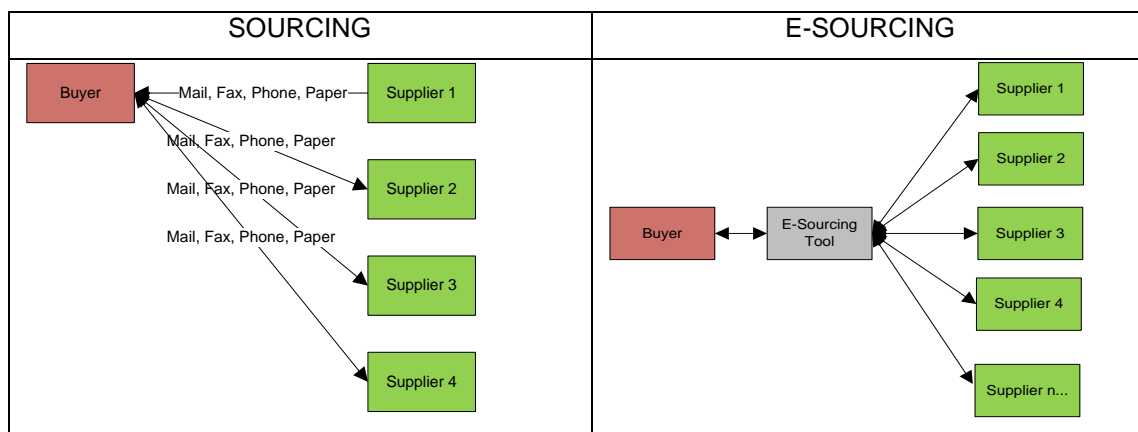 SOURCING
E-SOURCING
Buyer
Mail, Fax, Phone, Paper
Supplier 1
Mail, Fax, Phone, Paper
Supplier 2
Mail, Fax, Phone, Paper
Mail, Fax, Phone, Paper
Supplier 3
Supplier 4
Supplier 1
Supplier 2
Buyer
E-Sourcing
Tool
Supplier 3
Supplier 4
Supplier n...